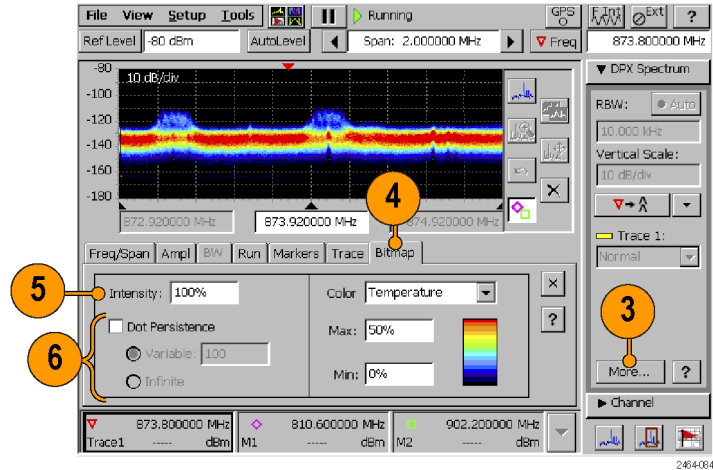 File View Setup Tools Running GPS F Int Ext ?
Ref Level -80 dBm AutoLevel Span: 2.000000 MHz Freq 873.800000 MHz
-80
10 dB/div
-100
-120
-140
-160
-180
872.920000 MHz 873.920000 MHz 874.920000 MHz
4
Freq/Span Ampl BW Run Markers Trace Bitmap
5
Intensity: 100%
Color Temperature
6
Dot Persistence
Variable: 100
Infinite
Max: 50%
Min: 0%
?
DPX Spectrum
RBW: Auto
10.000 kHz
Vertical Scale:
10 dB/div
Trace 1:
Normal
3
More... ?
Channel
873.800000 MHz 810.600000 MHz 902.200000 MHz
Trace1 ----- dBm M1 ----- dBm M2 ----- dBm
2464-084